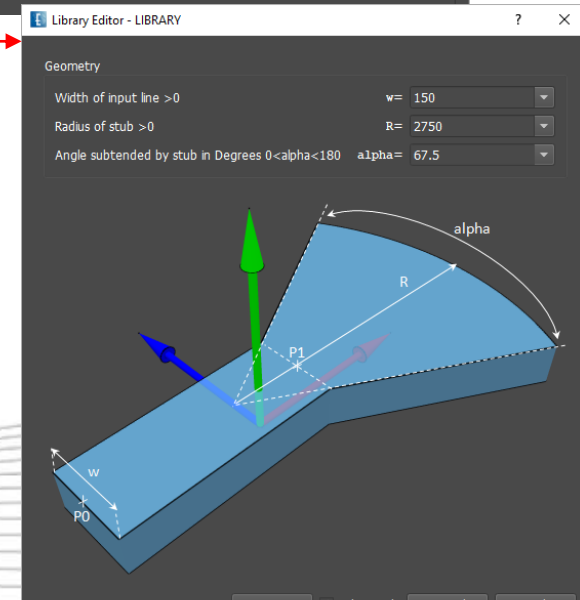 Library Editor - LIBRARY ? ×
Geometry
Width of input line >0 w= 150
Radius of stub >0 R= 2750
Angle subtended by stub in Degrees 0<alpha<180 alpha= 67.5
alpha
R
P1
w
P0